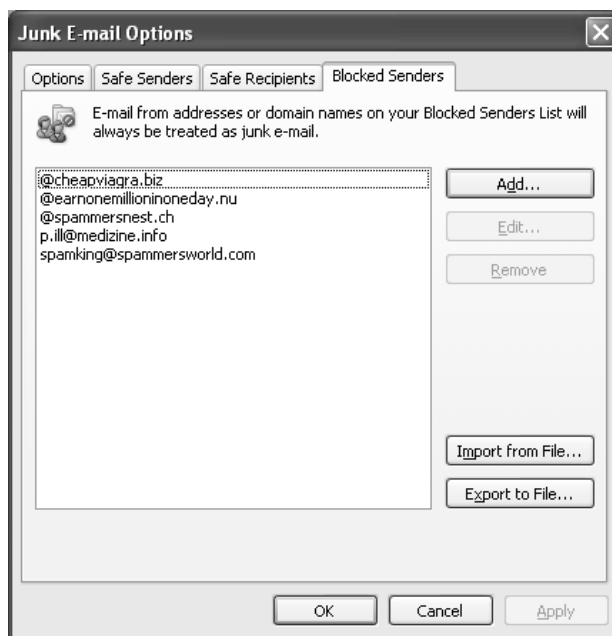 Junk E-mail Options
Options
Safe Senders
Safe Recipients
Blocked Senders
E-mail from addresses or domain names on your Blocked Senders List will
always be treated as junk e-mail.
@cheapviagra.biz
@earnonemillioninoneday.nu
@spammersnest.ch
p.ill@medizine.info
spamking@spammersworld.com
Add...
Edit...
Remove
Import from File...
Export to File...
OK
Cancel
Apply